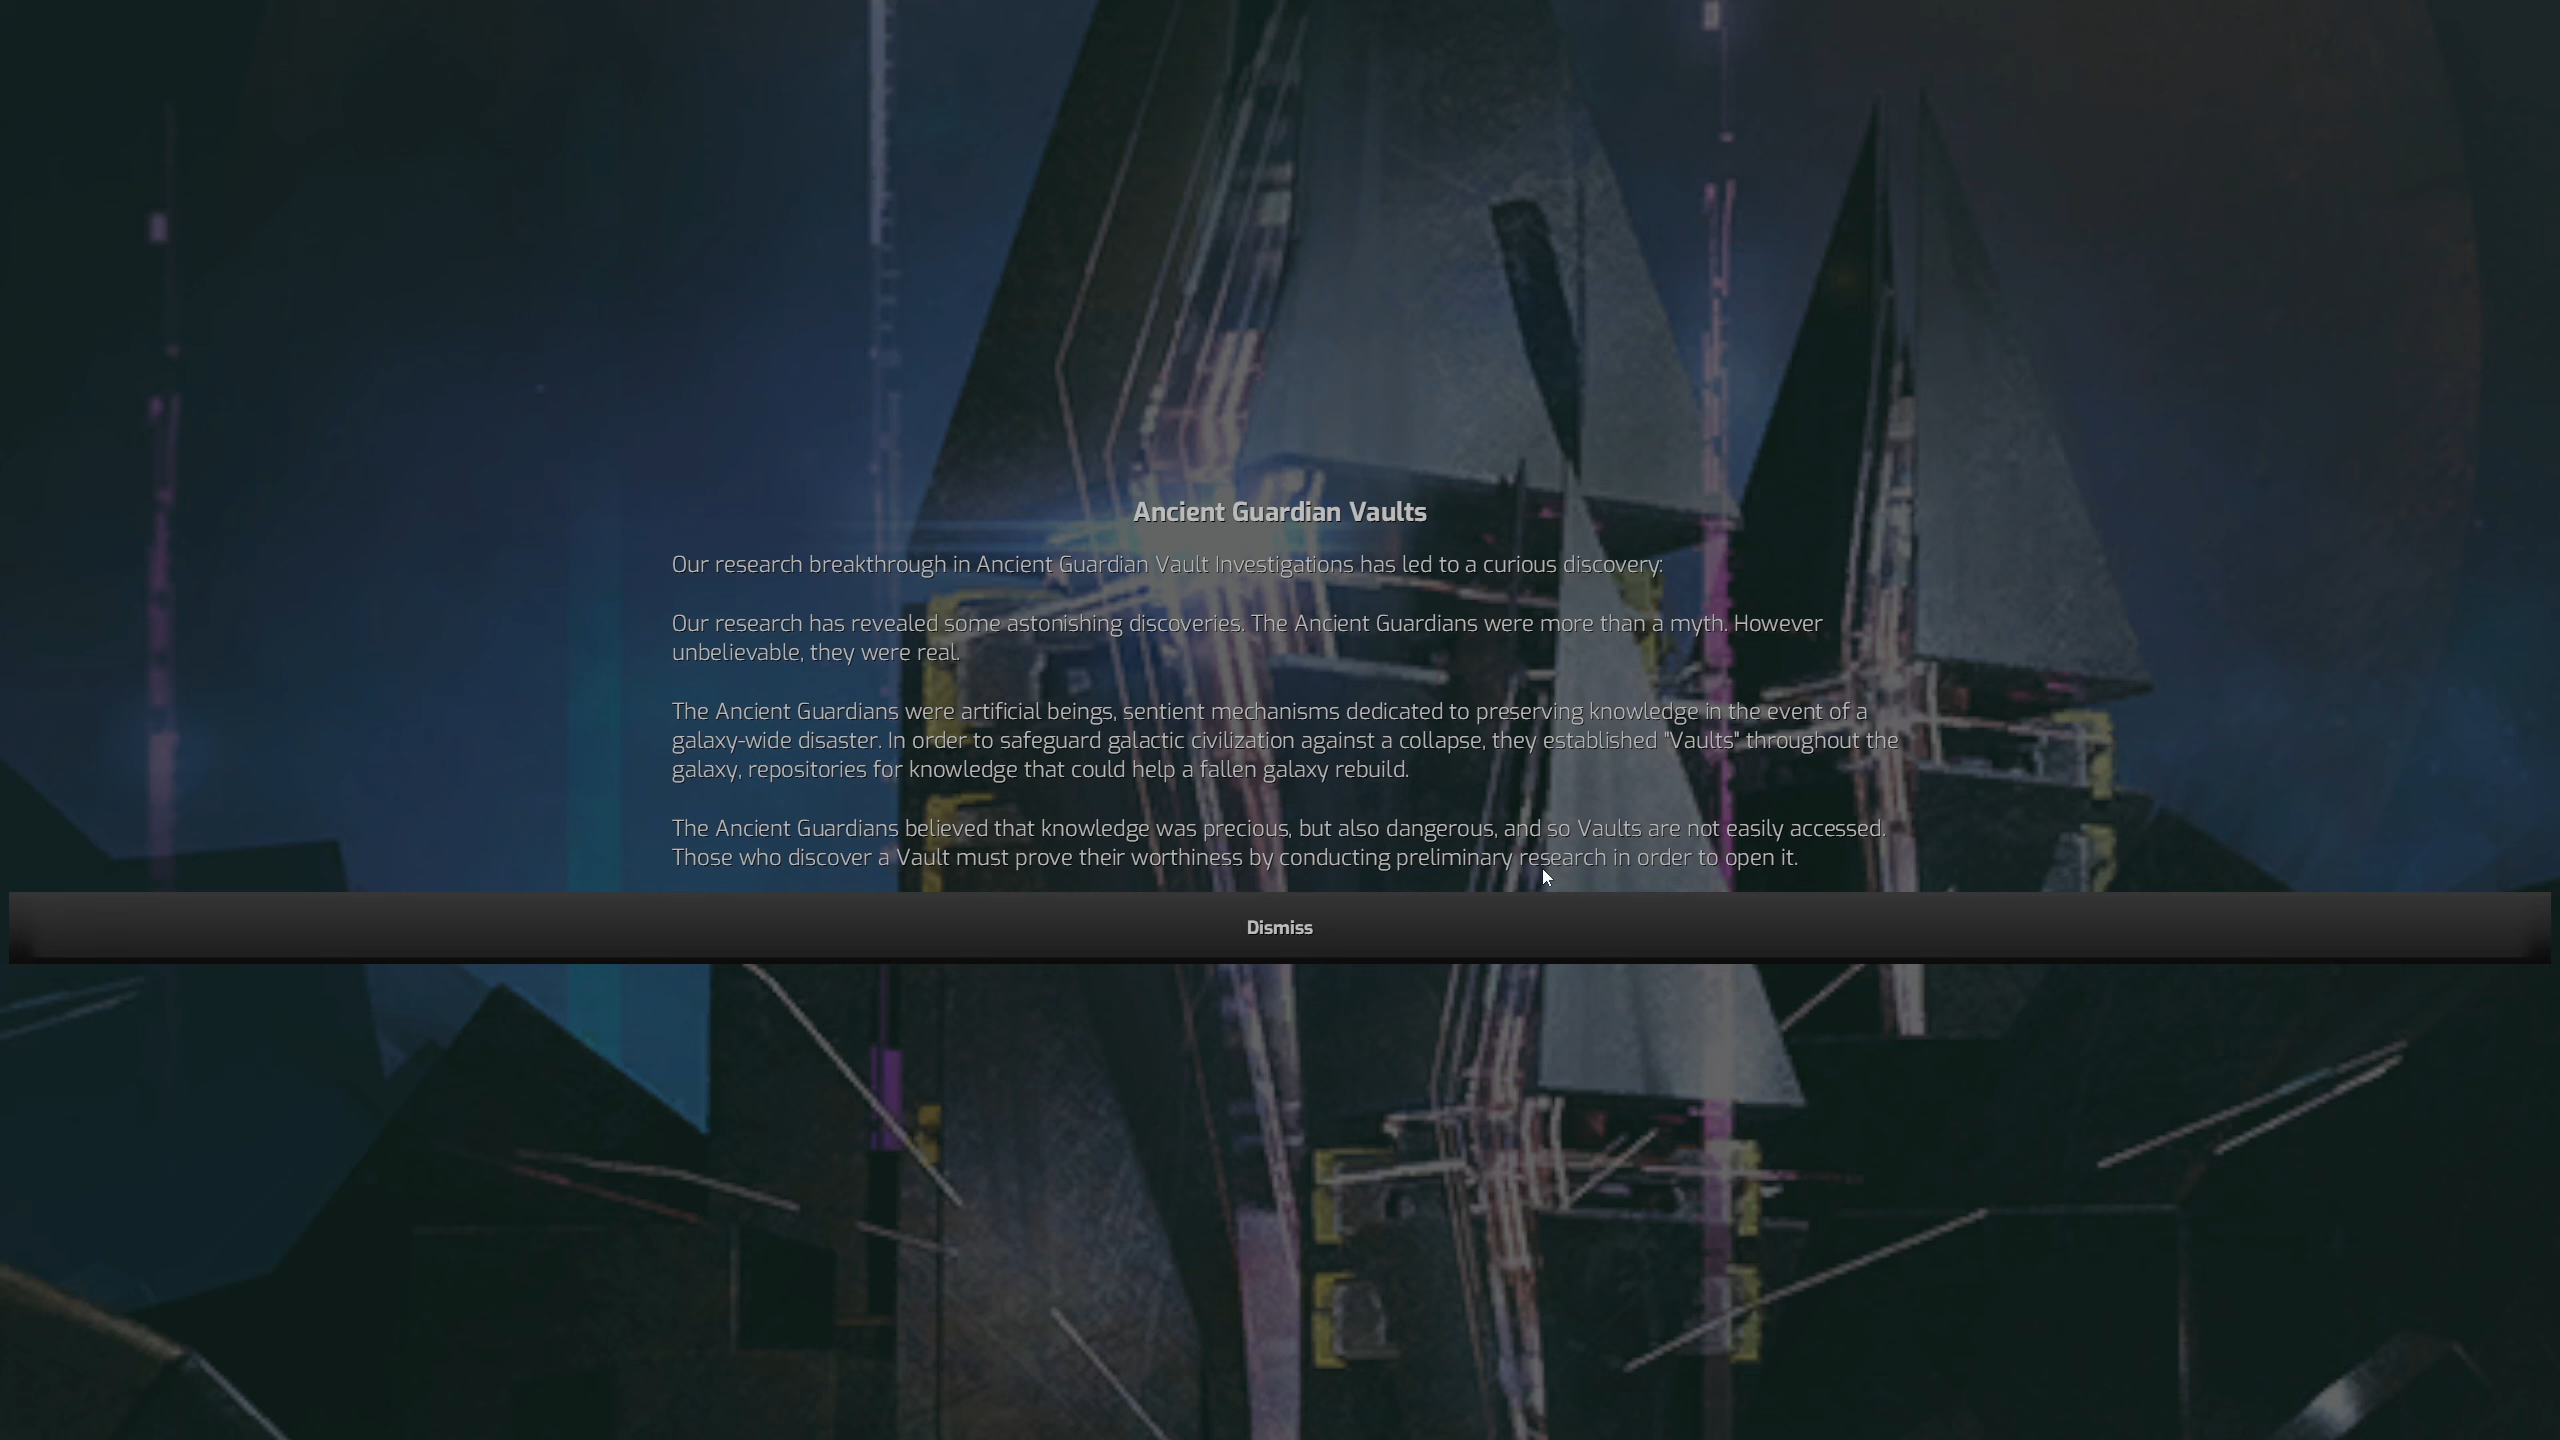 Ancient Guardian Vaults
Our research breakthrough in Ancient Guardian Vault Investigations has led to a curious discovery:
Our research has revealed some astonishing discoveries. The Ancient Guardians were more than a myth. However
unbelievable, they were real.
The Ancient Guardians were artificial beings, sentient mechanisms dedicated to preserving knowledge in the event of a
galaxy-wide disaster. In order to safeguard galactic civilization against a collapse, they established "Vaults" throughout the
galaxy, repositories for knowledge that could help a fallen galaxy rebuild.
The Ancient Guardians believed that knowledge was precious, but also dangerous, and so Vaults are not easily accessed.
Those who discover a Vault must prove their worthiness by conducting preliminary research in order to open it.
Dismiss